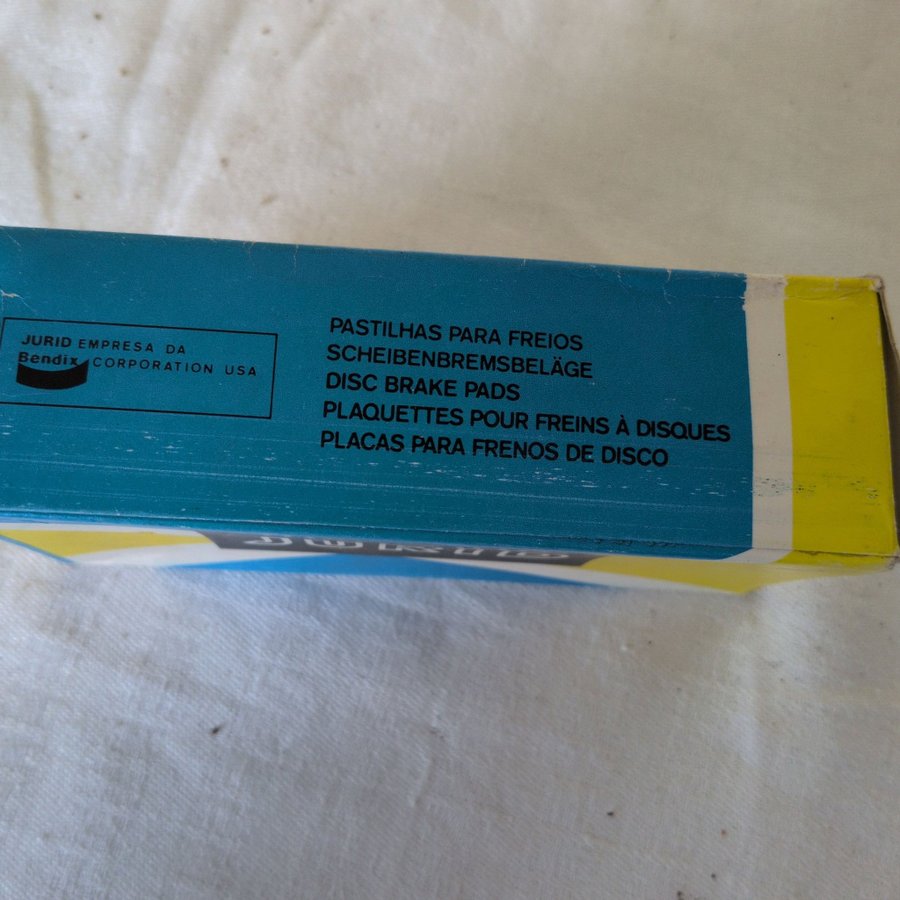 JURID EMPRESA DA
Bendix CORPORATION USA
PASTILHAS PARA FREIOS
SCHEIBENBREMSBELÄGE
DISC BRAKE PADS
PLAQUETTES POUR FREINS À DISQUES
PLACAS PARA FRENOS DE DISCO
JURID